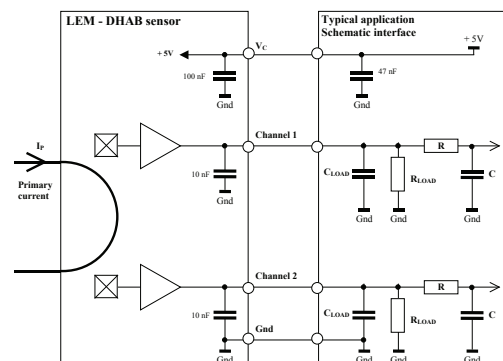 LEM - DHAB sensor
Typical application
Schematic interface
+ 5V
VC
+ 5V
100 nF
47 nF
Gnd
Gnd
IP
Primary
current
Channel 1
R
10 nF
CLOAD
RLOAD
C
Gnd
Gnd
Gnd
Gnd
Channel 2
R
10 nF
CLOAD
RLOAD
C
Gnd
Gnd
Gnd
Gnd
Gnd